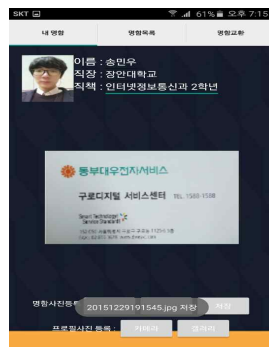 SKT 61% 오후 7:15
내 명함 명함목록 명함교환
이름 : 송민우
직장 : 장안대학교
직책 : 인터넷정보통신과 2학년
동부대우전자서비스
구로디지털 서비스센터 TEL. 1588-1588
명함사진등록
20151229191545.jpg 저장
저장
프로필사진 등록 : 카메라 갤러리